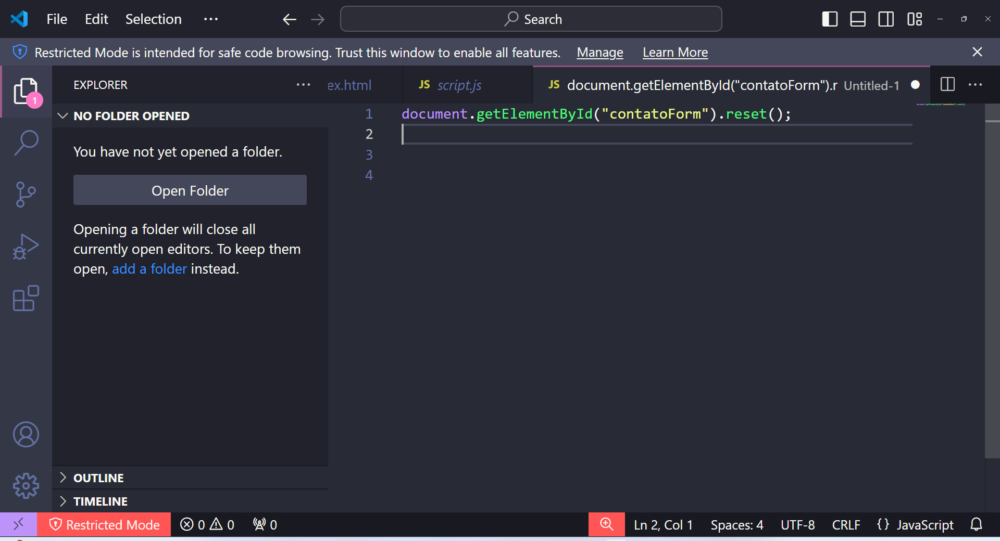 File Edit Selection ··· Search
Restricted Mode is intended for safe code browsing. Trust this window to enable all features. Manage Learn More
EXPLORER ··· ex.html JS script.js JS document.getElementById("contatoForm").r Untitled-1 ···
1
NO FOLDER OPENED
You have not yet opened a folder.
Open Folder
Opening a folder will close all
currently open editors. To keep them
open, add a folder instead.
1 document.getElementById("contatoForm").reset();
2
3
4
OUTLINE
TIMELINE
Restricted Mode 0 0 0 Ln 2, Col 1 Spaces: 4 UTF-8 CRLF {} JavaScript